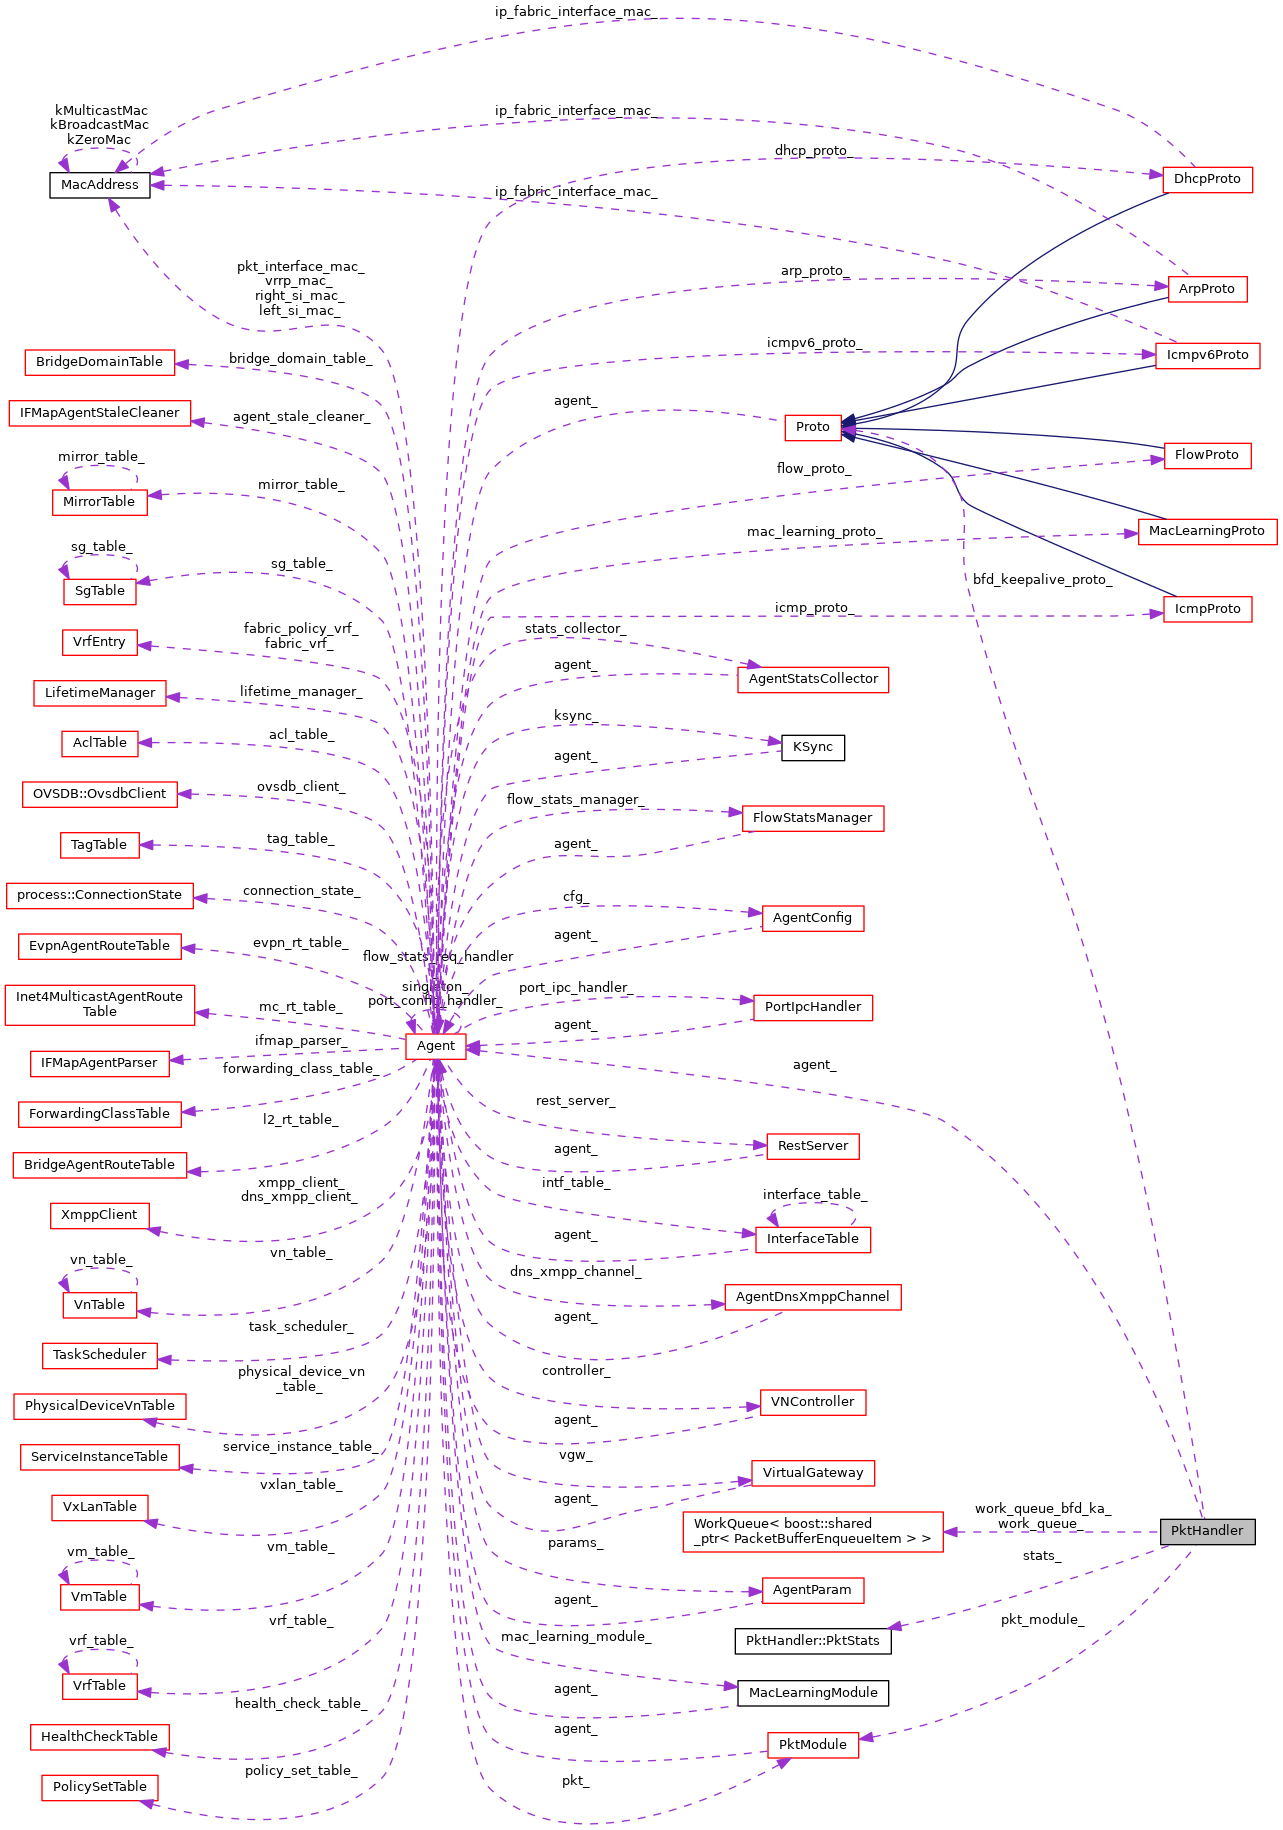 ip_fabric_interface_mac_
kMulticastMac
kBroadcastMac
kZeroMac
ip_fabric_interface_mac_
dhcp_proto_
MacAddress
ip_fabric_interface_mac_
DhcpProto
pkt_interface_mac_
vrrp_mac_
right_si_mac_
left_si_mac_
arp_proto_
ArpProto
icmpv6_proto_
Icmpv6Proto
BridgeDomainTable
bridge_domain_table_
IFMapAgentStaleCleaner
agent_stale_cleaner_
agent_
Proto
FlowProto
mirror_table_
MirrorTable
mirror_table_
flow_proto_
mac_learning_proto_
MacLearningProto
sg_table_
SgTable
sg_table_
bfd_keepalive_proto_
icmp_proto_
IcmpProto
VrfEntry
fabric_policy_vrf_
fabric_vrf_
stats_collector_
agent_
AgentStatsCollector
LifetimeManager
lifetime_manager_
AclTable
acl_table_
ksync_
KSync
agent_
OVSDB::OvsdbClient
ovsdb_client_
flow_stats_manager_
FlowStatsManager
TagTable
tag_table_
agent_
process::ConnectionState
connection_state_
cfg_
AgentConfig
agent_
EvpnAgentRouteTable
evpn_rt_table_
flow_stats_req_handler
_
singleton_
port_config_handler_
port_ipc_handler_
PortIpcHandler
Inet4MulticastAgentRoute
Table
mc_rt_table_
agent_
Agent
IFMapAgentParser
ifmap_parser_
agent_
forwarding_class_table_
ForwardingClassTable
rest_server_
l2_rt_table_
RestServer
agent_
BridgeAgentRouteTable
xmpp_client_
dns_xmpp_client_
intf_table_
interface_table_
XmppClient
InterfaceTable
agent_
vn_table_
VnTable
vn_table_
dns_xmpp_channel_
AgentDnsXmppChannel
agent_
task_scheduler_
TaskScheduler
physical_device_vn
_table_
controller_
PhysicalDeviceVnTable
VNController
agent_
service_instance_table_
ServiceInstanceTable
vgw_
VirtualGateway
vxlan_table_
VxLanTable
agent_
work_queue_bfd_ka_
work_queue_
WorkQueue< boost::shared
_ptr< PacketBufferEnqueueItem > >
PktHandler
vm_table_
VmTable
vm_table_
params_
stats_
AgentParam
agent_
vrf_table_
VrfTable
vrf_table_
pkt_module_
mac_learning_module_
PktHandler::PktStats
MacLearningModule
agent_
health_check_table_
HealthCheckTable
agent_
PktModule
policy_set_table_
PolicySetTable
pkt_